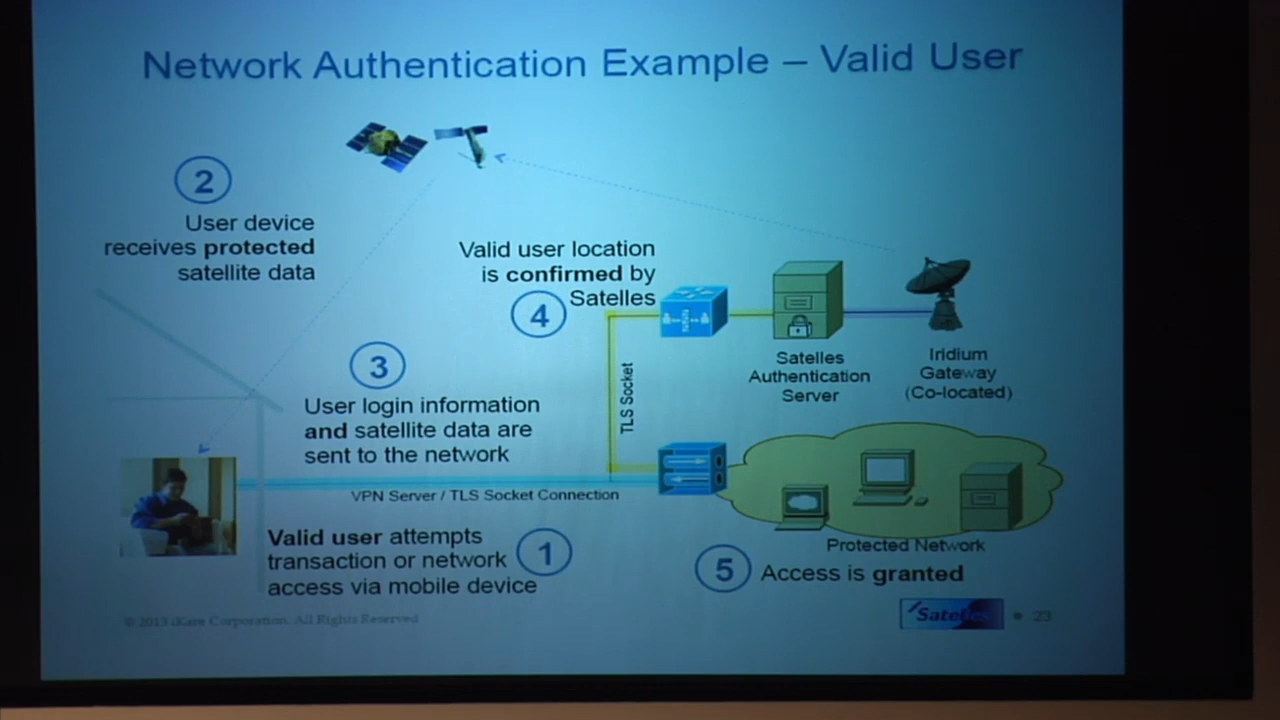 Network Authentication Example – Valid User
2
User device
receives protected
satellite data
Valid user location
is confirmed by
Satelles
4
3
User login information
and satellite data are
sent to the network
TLS Socket
Satelles
Authentication
Server
Iridium
Gateway
(Co-located)
VPN Server / TLS Socket Connection
Valid user attempts
transaction or network
access via mobile device
1
Protected Network
5
Access is granted
© 2013 iKare Corporation. All Rights Reserved
Satelles
23